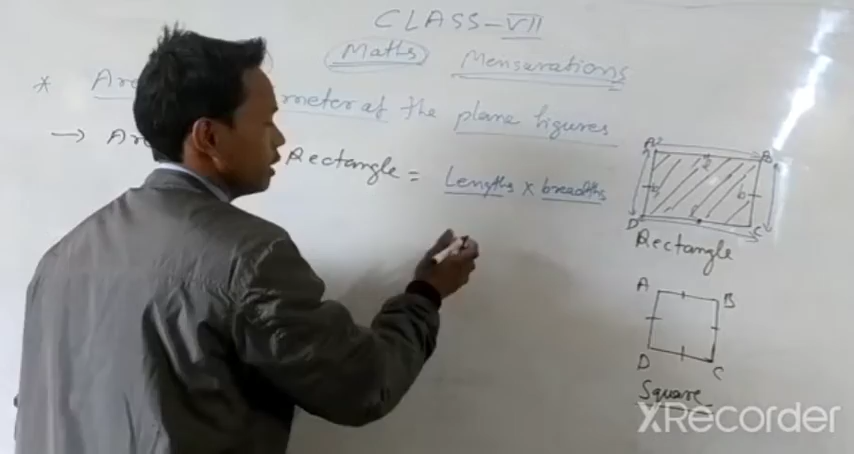 CLASS-VII
Maths Mensurations
* Are meter of the plane figures
→ Ar Rectangle = Lengths x breadths
A B
l
b b
l
D C
Rectangle
A B
D C
Square
XRecorder